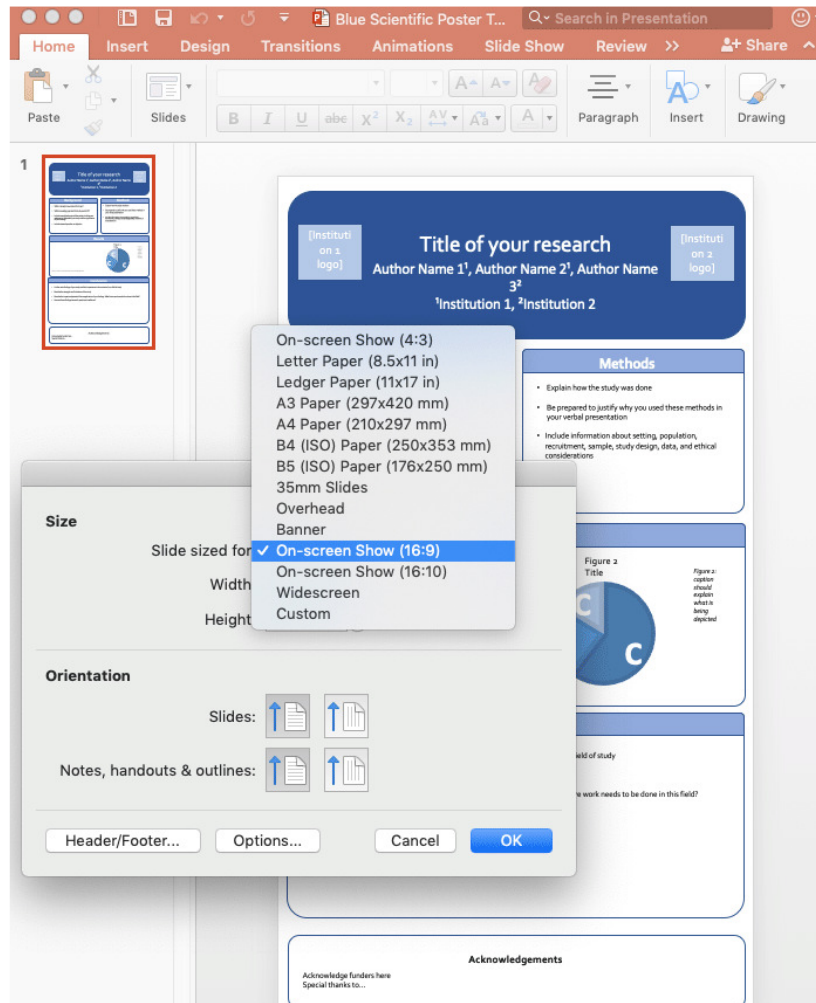 Blue Scientific Poster T...
Search in Presentation
Home Insert Design Transitions Animations Slide Show Review >> Share
Paste
Slides
B I U abc X² X₂ AV Aa A
A A A
Paragraph
Insert
Drawing
1
[Instituti
on 1
logo]
Title of your research
Author Name 1¹, Author Name 2¹, Author Name
3²
¹Institution 1, ²Institution 2
[Instituti
on 2
logo]
Methods
• Explain how the study was done
• Be prepared to justify why you used these methods in
your verbal presentation
• Include information about setting, population,
recruitment, sample, study design, data, and ethical
considerations
On-screen Show (4:3)
Letter Paper (8.5x11 in)
Ledger Paper (11x17 in)
A3 Paper (297x420 mm)
A4 Paper (210x297 mm)
B4 (ISO) Paper (250x353 mm)
B5 (ISO) Paper (176x250 mm)
35mm Slides
Overhead
Banner
✓ On-screen Show (16:9)
On-screen Show (16:10)
Widescreen
Custom
Size
Slide sized for
Width
Height
Orientation
Slides:
Notes, handouts & outlines:
Header/Footer...
Options...
Cancel
OK
Figure 2
Title
C
C
Figure 2:
caption
should
explain
what is
being
depicted
ield of study
e work needs to be done in this field?
Acknowledgements
Acknowledge funders here
Special thanks to...